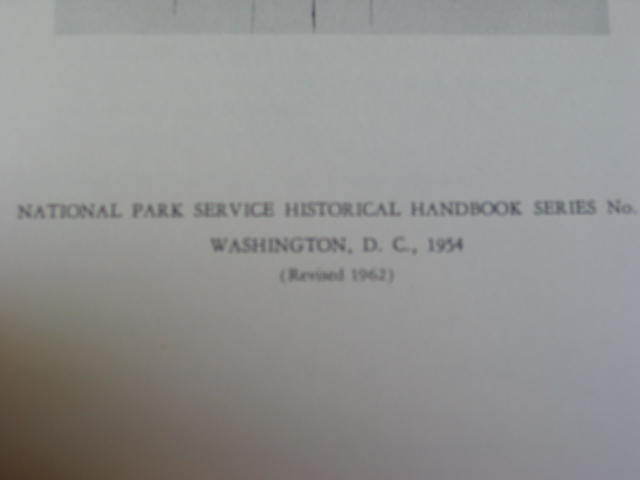 NATIONAL PARK SERVICE HISTORICAL HANDBOOK SERIES No.
WASHINGTON, D. C., 1954
(Revised 1962)